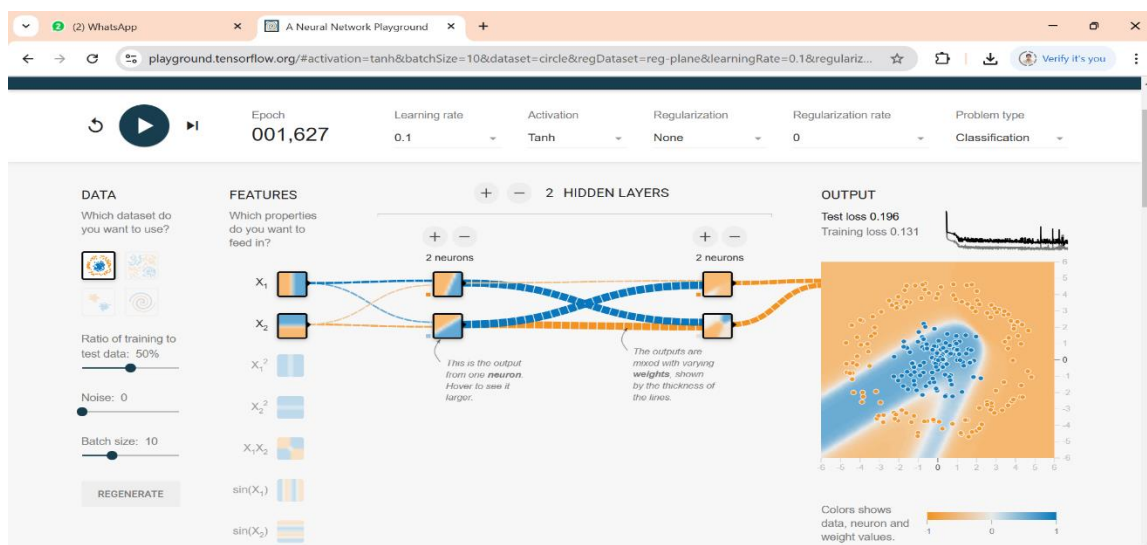 (2) WhatsApp
A Neural Network Playground
playground.tensorflow.org/#activation=tanh&batchSize=10&dataset=circle&regDataset=reg-plane&learningRate=0.1&regulariz...
Verify it's you
Epoch
001,627
Learning rate
0.1
Activation
Tanh
Regularization
None
Regularization rate
0
Problem type
Classification
DATA
Which dataset do
you want to use?
Ratio of training to
test data: 50%
Noise: 0
Batch size: 10
REGENERATE
FEATURES
Which properties
do you want to
feed in?
X₁
X₂
X₁²
X₂²
X₁X₂
sin(X₁)
sin(X₂)
2 HIDDEN LAYERS
2 neurons
2 neurons
This is the output
from one neuron.
Hover to see it
larger.
The outputs are
mixed with varying
weights, shown
by the thickness of
the lines.
OUTPUT
Test loss 0.196
Training loss 0.131
6
5
4
3
2
1
0
-1
-2
-3
-4
-5
-6
-6 -5 -4 -3 -2 -1 0 1 2 3 4 5 6
Colors shows
data, neuron and
weight values.
-1 0 1